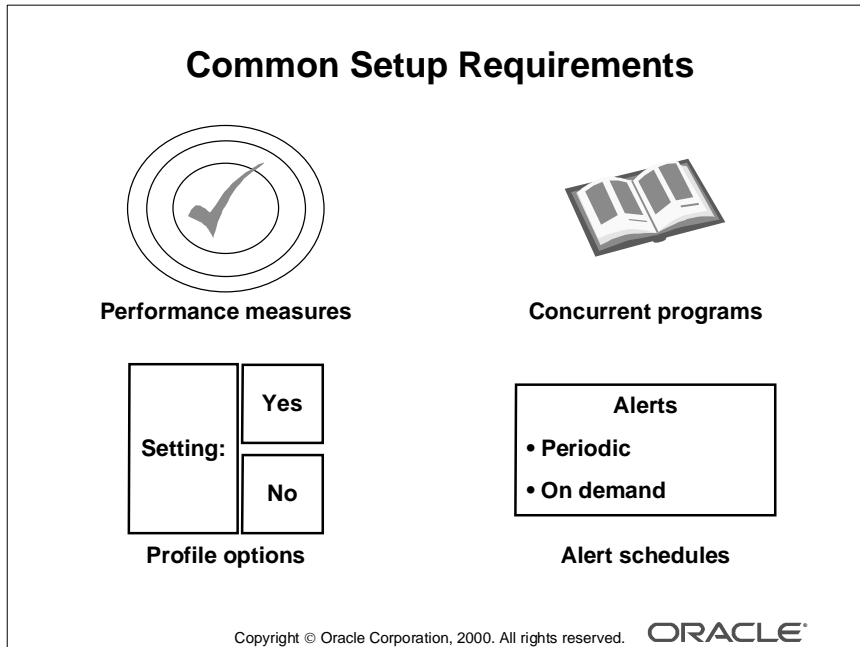 Common Setup Requirements
Performance measures
Concurrent programs
Setting:
Yes
No
Profile options
Alerts
• Periodic
• On demand
Alert schedules
Copyright © Oracle Corporation, 2000. All rights reserved.
ORACLE®